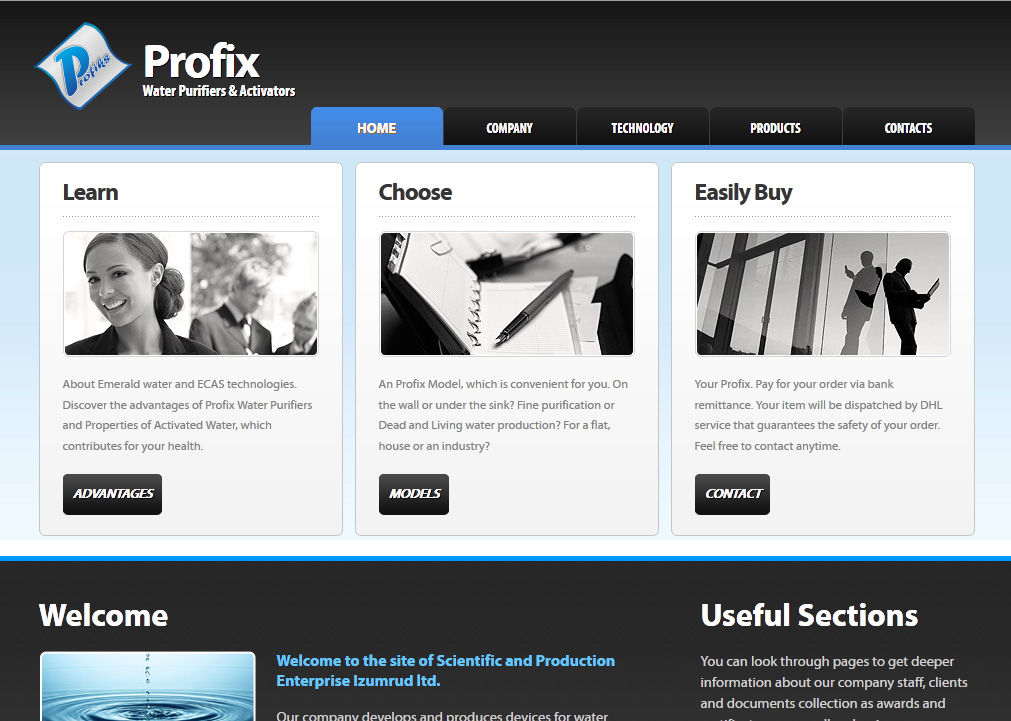 Profiks
Profix
Water Purifiers & Activators
HOME
COMPANY
TECHNOLOGY
PRODUCTS
CONTACTS
Learn
About Emerald water and ECAS technologies.
Discover the advantages of Profix Water Purifiers
and Properties of Activated Water, which
contributes for your health.
ADVANTAGES
Choose
An Profix Model, which is convenient for you. On
the wall or under the sink? Fine purification or
Dead and Living water production? For a flat,
house or an industry?
MODELS
Easily Buy
Your Profix. Pay for your order via bank
remittance. Your item will be dispatched by DHL
service that guarantees the safety of your order.
Feel free to contact anytime.
CONTACT
Welcome
Welcome to the site of Scientific and Production
Enterprise Izumrud ltd.
Our company develops and produces devices for water
Useful Sections
You can look through pages to get deeper
information about our company staff, clients
and documents collection as awards and